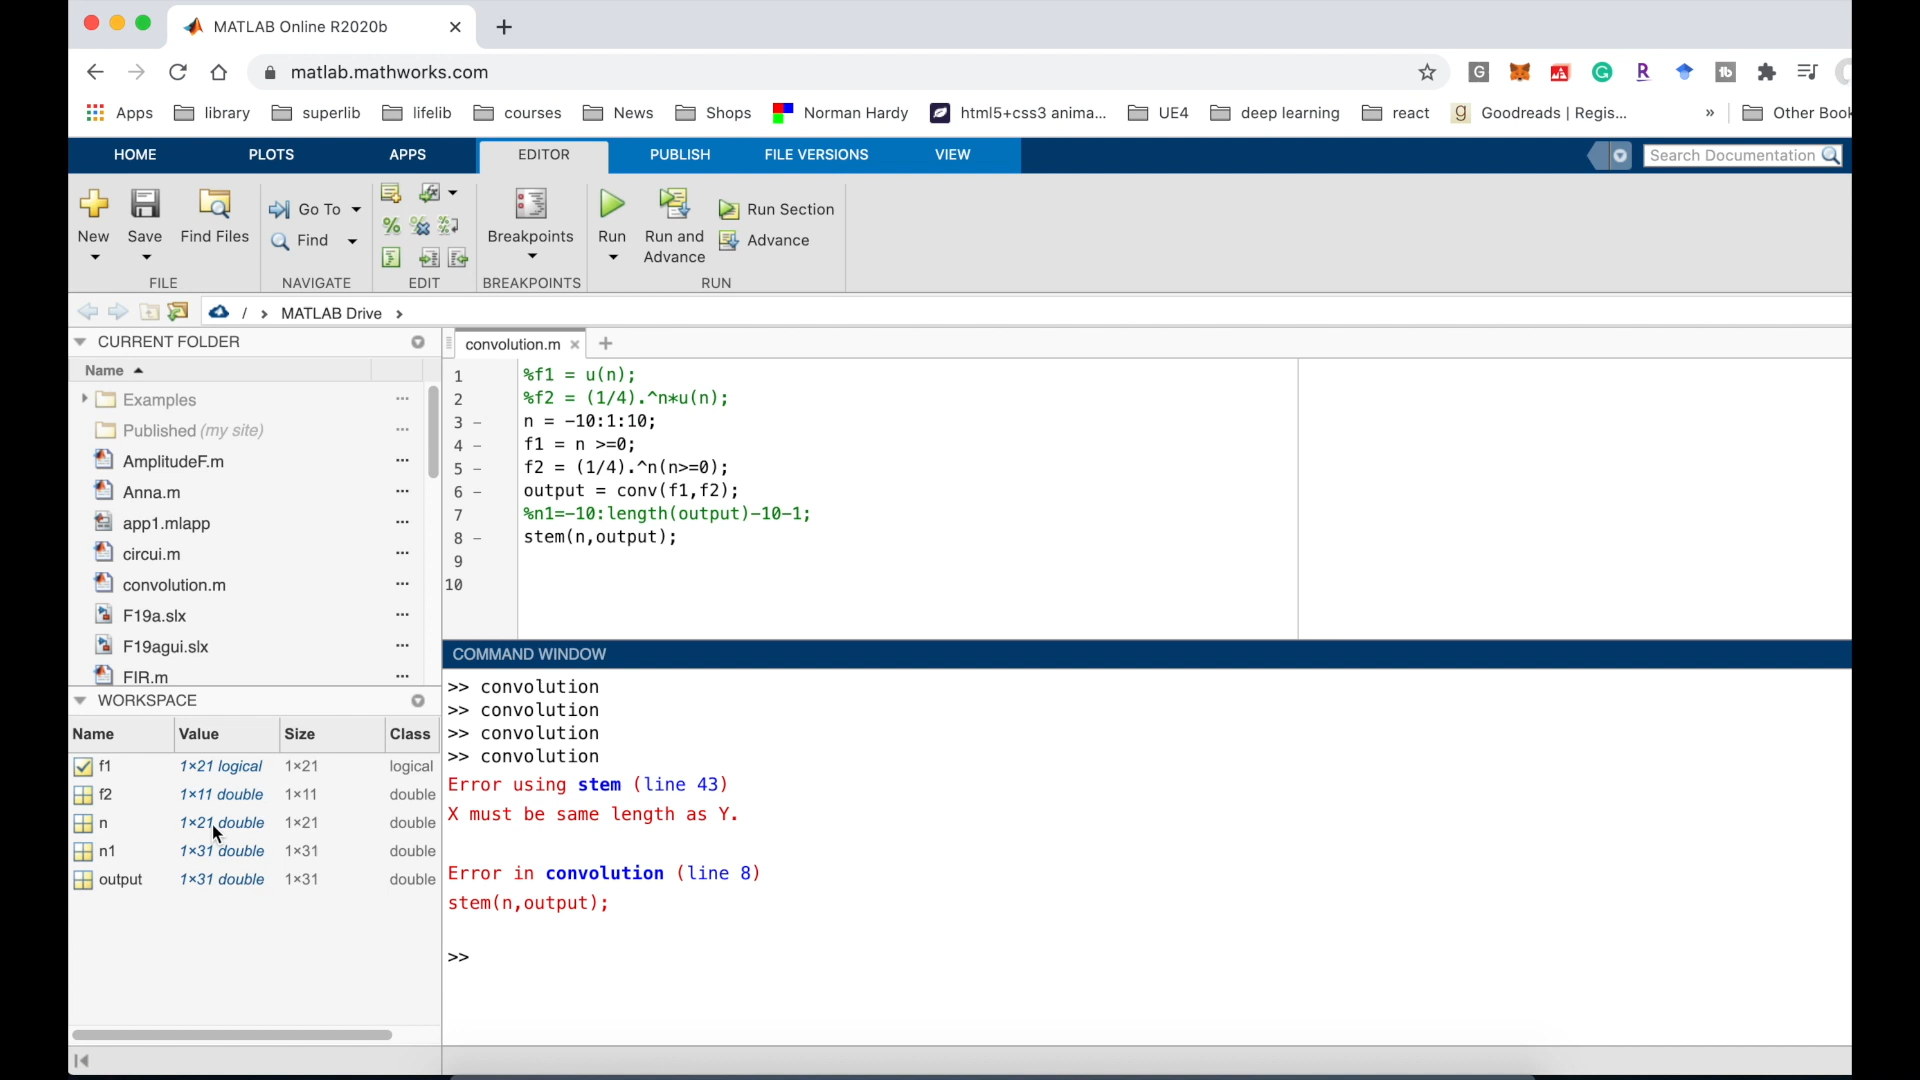 MATLAB Online R2020b
matlab.mathworks.com
Apps library superlib lifelib courses News Shops Norman Hardy html5+css3 anima... UE4 deep learning react Goodreads | Regis... » Other Book
HOME PLOTS APPS EDITOR PUBLISH FILE VERSIONS VIEW Search Documentation
Go To Run Section
New Save Find Files Find Breakpoints Run Run and Advance
Advance
FILE NAVIGATE EDIT BREAKPOINTS RUN
/ > MATLAB Drive >
CURRENT FOLDER
Name
Examples
Published (my site)
AmplitudeF.m
Anna.m
app1.mlapp
circui.m
convolution.m
F19a.slx
F19agui.slx
FIR.m
convolution.m
1 %f1 = u(n);
2 %f2 = (1/4).^n*u(n);
3 - n = -10:1:10;
4 - f1 = n >=0;
5 - f2 = (1/4).^n(n>=0);
6 - output = conv(f1,f2);
7 %n1=-10:length(output)-10-1;
8 - stem(n,output);
9
10
WORKSPACE
Name Value Size Class
f1 1×21 logical 1×21 logical
f2 1×11 double 1×11 double
n 1×21 double 1×21 double
n1 1×31 double 1×31 double
output 1×31 double 1×31 double
COMMAND WINDOW
>> convolution
>> convolution
>> convolution
>> convolution
Error using stem (line 43)
X must be same length as Y.
Error in convolution (line 8)
stem(n,output);
>>